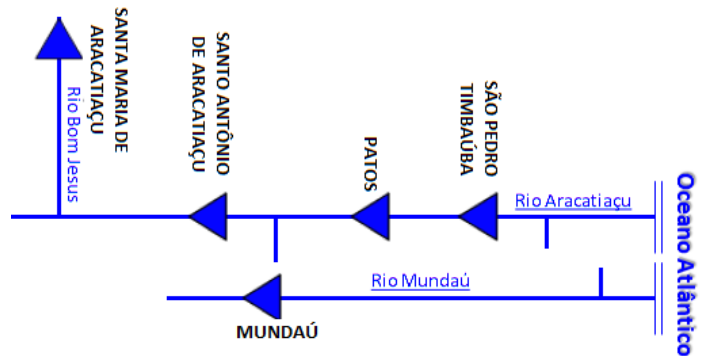 SANTA MARIA DE
ARACATIAÇU
Rio Bom Jesus
SANTO ANTÔNIO
DE ARACATIAÇU
PATOS
SÃO PEDRO
TIMBAÚBA
Rio Aracatiaçu
Oceano Atlântico
Rio Mundaú
MUNDAÚ